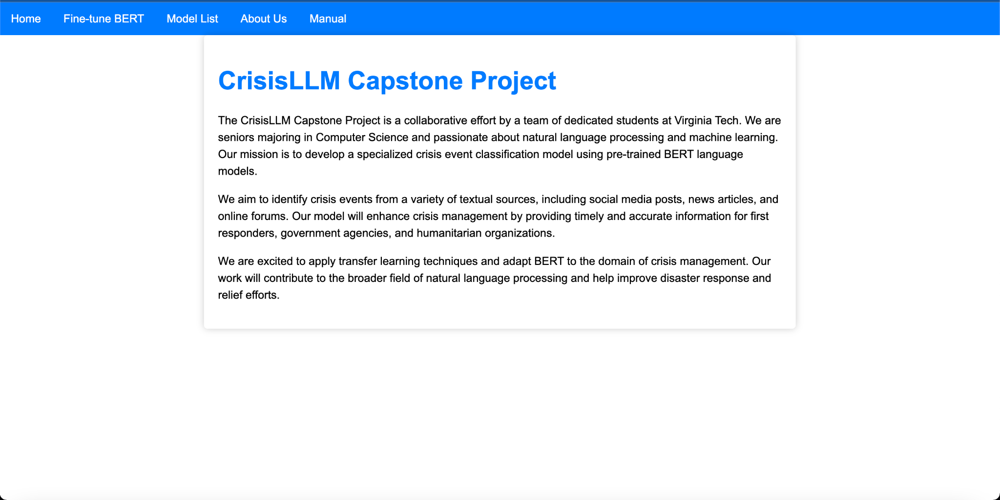 Home Fine-tune BERT Model List About Us Manual
CrisisLLM Capstone Project
The CrisisLLM Capstone Project is a collaborative effort by a team of dedicated students at Virginia Tech. We are
seniors majoring in Computer Science and passionate about natural language processing and machine learning.
Our mission is to develop a specialized crisis event classification model using pre-trained BERT language
models.
We aim to identify crisis events from a variety of textual sources, including social media posts, news articles, and
online forums. Our model will enhance crisis management by providing timely and accurate information for first
responders, government agencies, and humanitarian organizations.
We are excited to apply transfer learning techniques and adapt BERT to the domain of crisis management. Our
work will contribute to the broader field of natural language processing and help improve disaster response and
relief efforts.